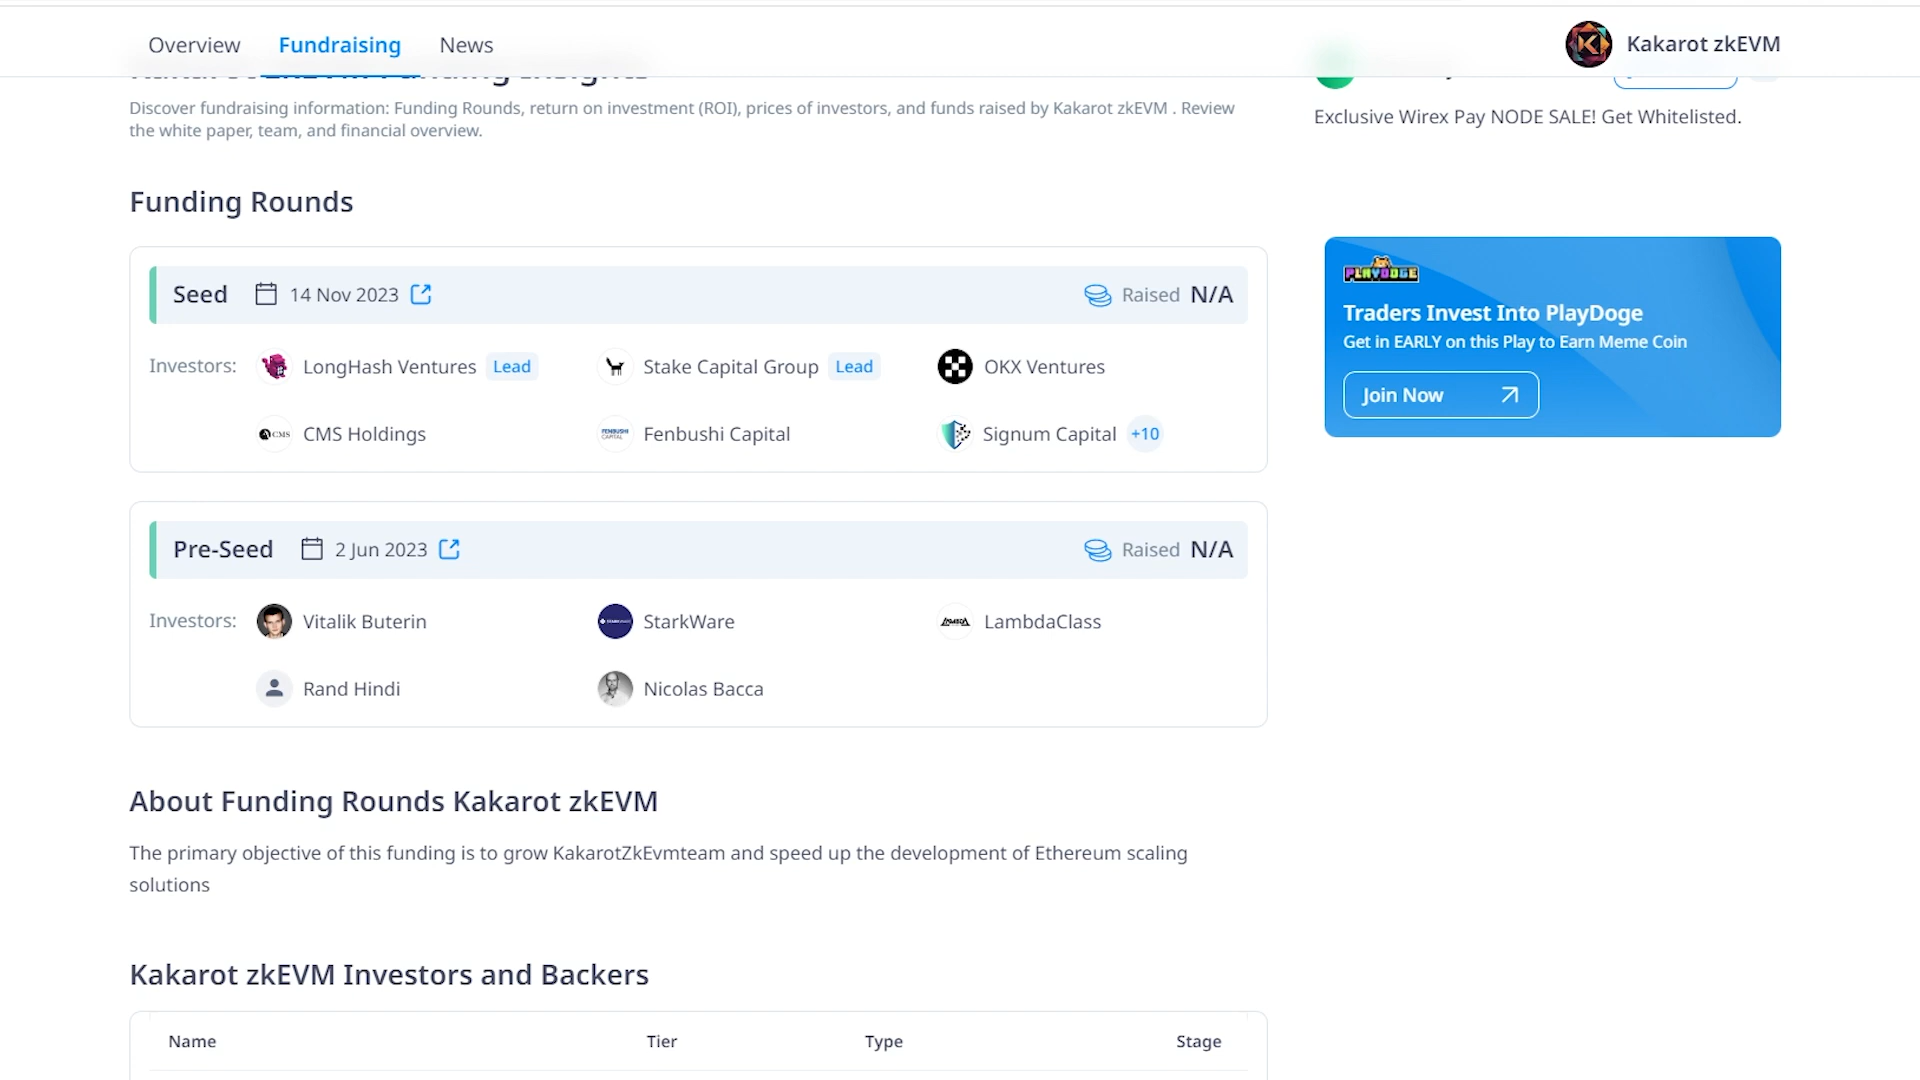 Overview Fundraising News Kakarot zkEVM
Discover fundraising information: Funding Rounds, return on investment (ROI), prices of investors, and funds raised by Kakarot zkEVM . Review
the white paper, team, and financial overview.
Exclusive Wirex Pay NODE SALE! Get Whitelisted.
Funding Rounds
Seed 14 Nov 2023 Raised N/A
Investors: LongHash Ventures Lead Stake Capital Group Lead OKX Ventures
CMS CMS Holdings FENBUSHI CAPITAL Fenbushi Capital Signum Capital +10
PLAYDOGE
Traders Invest Into PlayDoge
Get in EARLY on this Play to Earn Meme Coin
Join Now
Pre-Seed 2 Jun 2023 Raised N/A
Investors: Vitalik Buterin STARKWARE StarkWare LAMBDA LambdaClass
Rand Hindi Nicolas Bacca
About Funding Rounds Kakarot zkEVM
The primary objective of this funding is to grow KakarotZkEvmteam and speed up the development of Ethereum scaling
solutions
Kakarot zkEVM Investors and Backers
Name Tier Type Stage